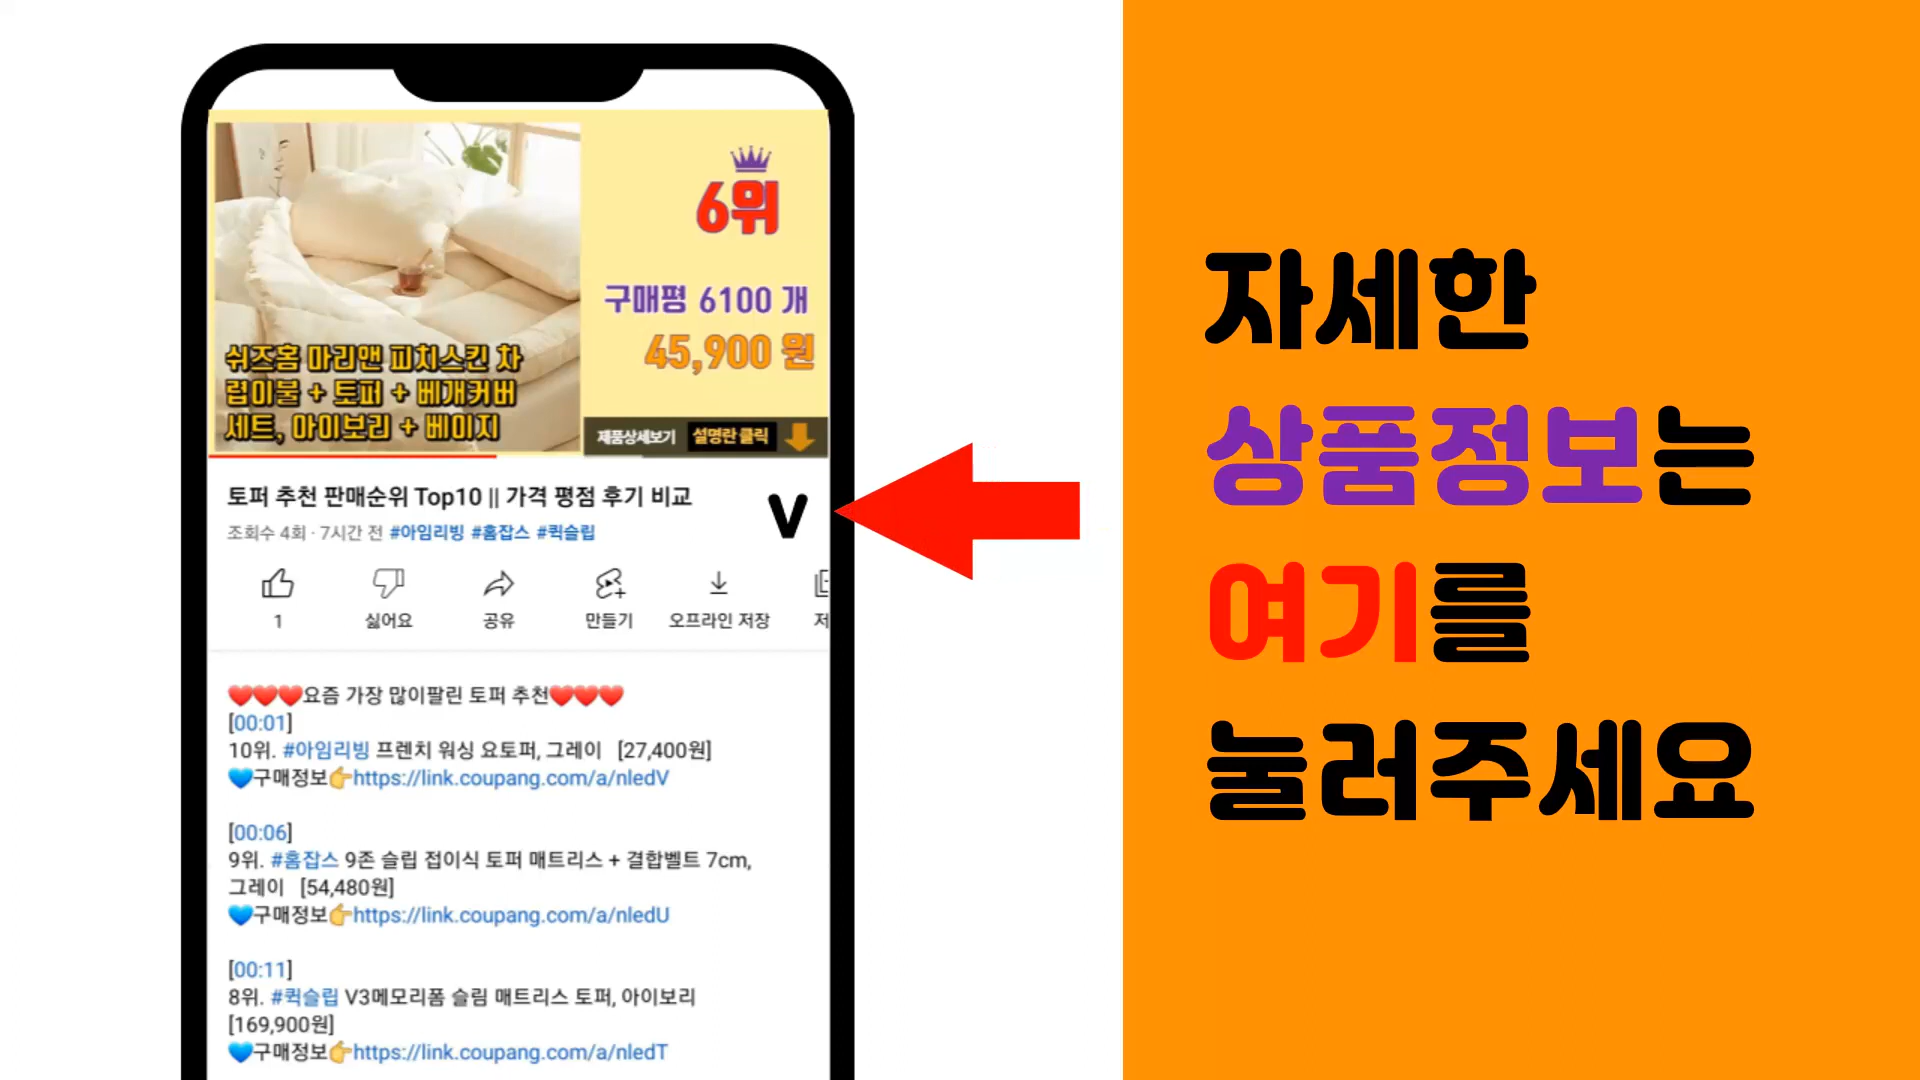 6위
구매평 6100 개
45,900 원
쉬즈홈 마리앤 피치스킨 차
렵이불 + 토퍼 + 베개커버
세트, 아이보리 + 베이지
제품상세보기 설명란 클릭
토퍼 추천 판매순위 Top10 || 가격 평점 후기 비교
V
조회수 4회 · 7시간 전 #아임리빙 #홈잡스 #퀵슬립
1 싫어요 공유 만들기 오프라인 저장 저
❤️❤️❤️요즘 가장 많이팔린 토퍼 추천❤️❤️❤️
[00:01]
10위. #아임리빙 프렌치 워싱 요토퍼, 그레이 [27,400원]
💙구매정보👉https://link.coupang.com/a/nledV
[00:06]
9위. #홈잡스 9존 슬립 접이식 토퍼 매트리스 + 결합벨트 7cm,
그레이 [54,480원]
💙구매정보👉https://link.coupang.com/a/nledU
[00:11]
8위. #퀵슬립 V3메모리폼 슬림 매트리스 토퍼, 아이보리
[169,900원]
💙구매정보👉https://link.coupang.com/a/nledT
자세한
상품정보는
여기를
눌러주세요